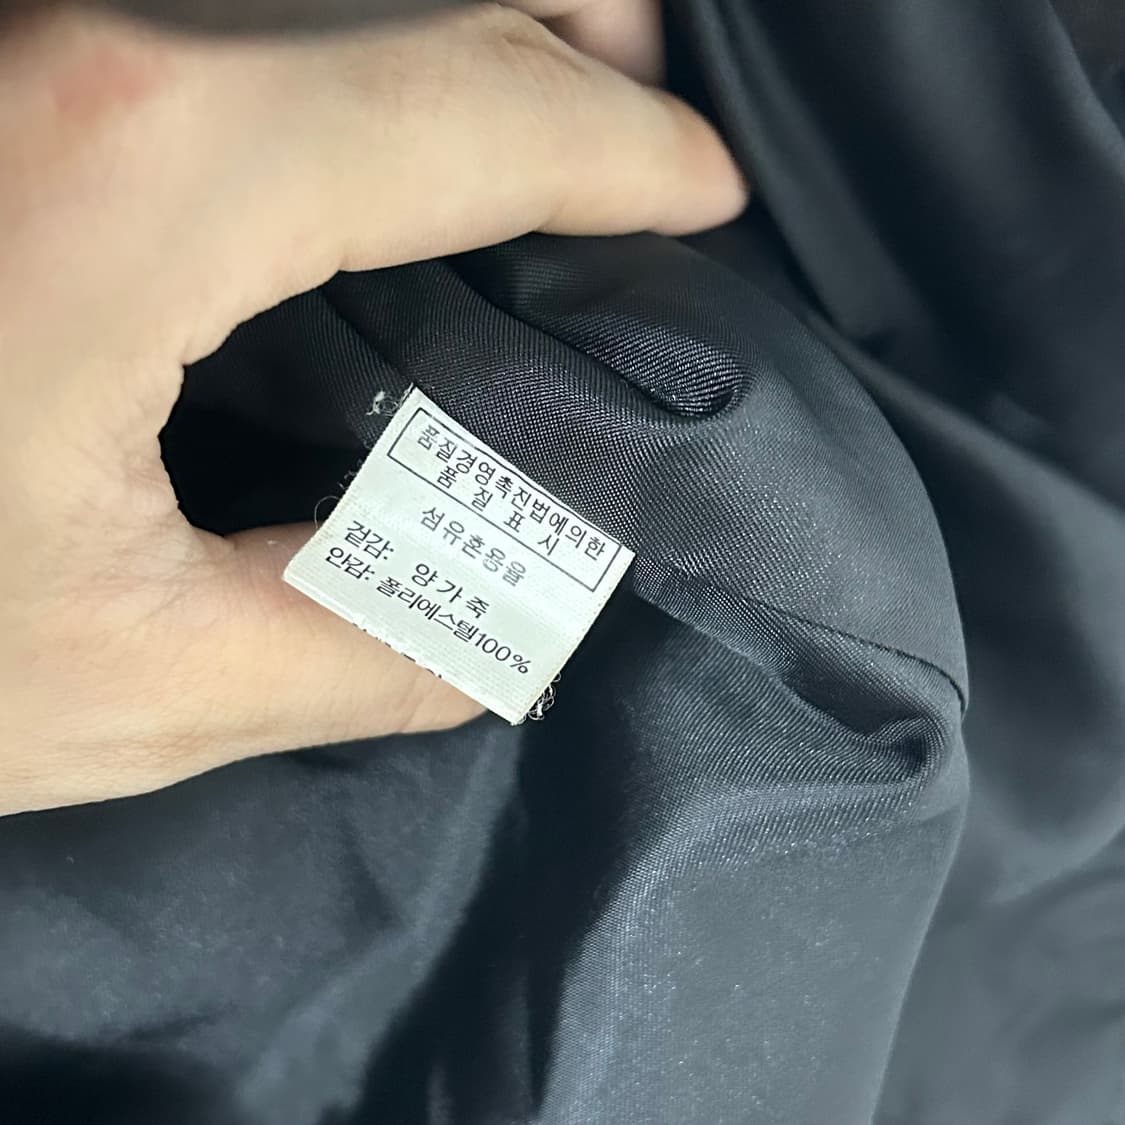 품질경영촉진법에의한
품 질 표 시
섬유혼용율
겉감: 양가죽
안감: 폴리에스텔100%